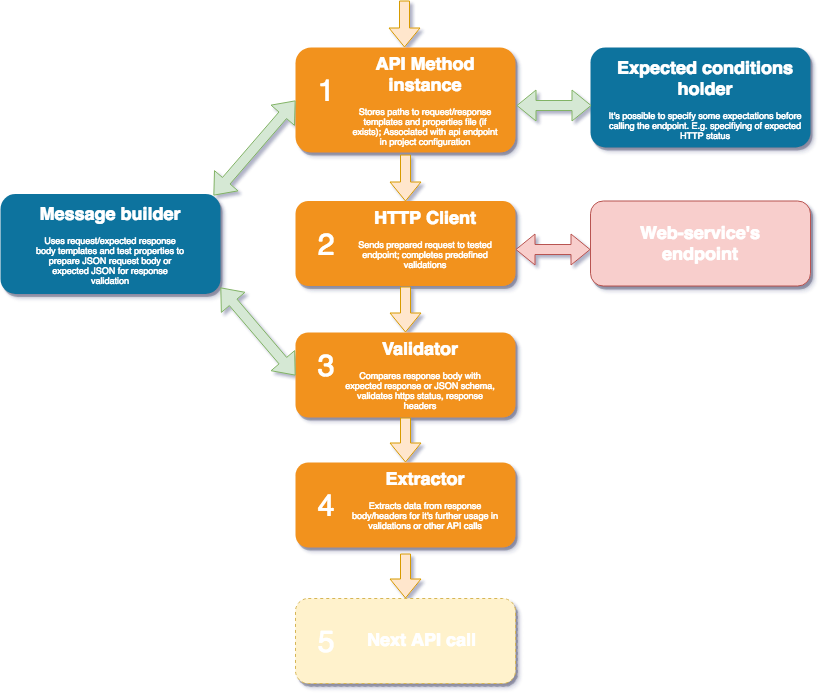 1
API Method
instance
Stores paths to request/response
templates and properties file (if
exists); Associated with api endpoint
in project configuration
Expected conditions
holder
It's possible to specify some expectations before
calling the endpoint. E.g. specifiying of expected
HTTP status
Message builder
Uses request/expected response
body templates and test properties to
prepare JSON request body or
expected JSON for response
validation
2
HTTP Client
Sends prepared request to tested
endpoint; completes predefined
validations
Web-service's
endpoint
3
Validator
Compares response body with
expected response or JSON schema,
validates https status, response
headers
4
Extractor
Extracts data from response
body/headers for it's further usage in
validations or other API calls
5
Next API call